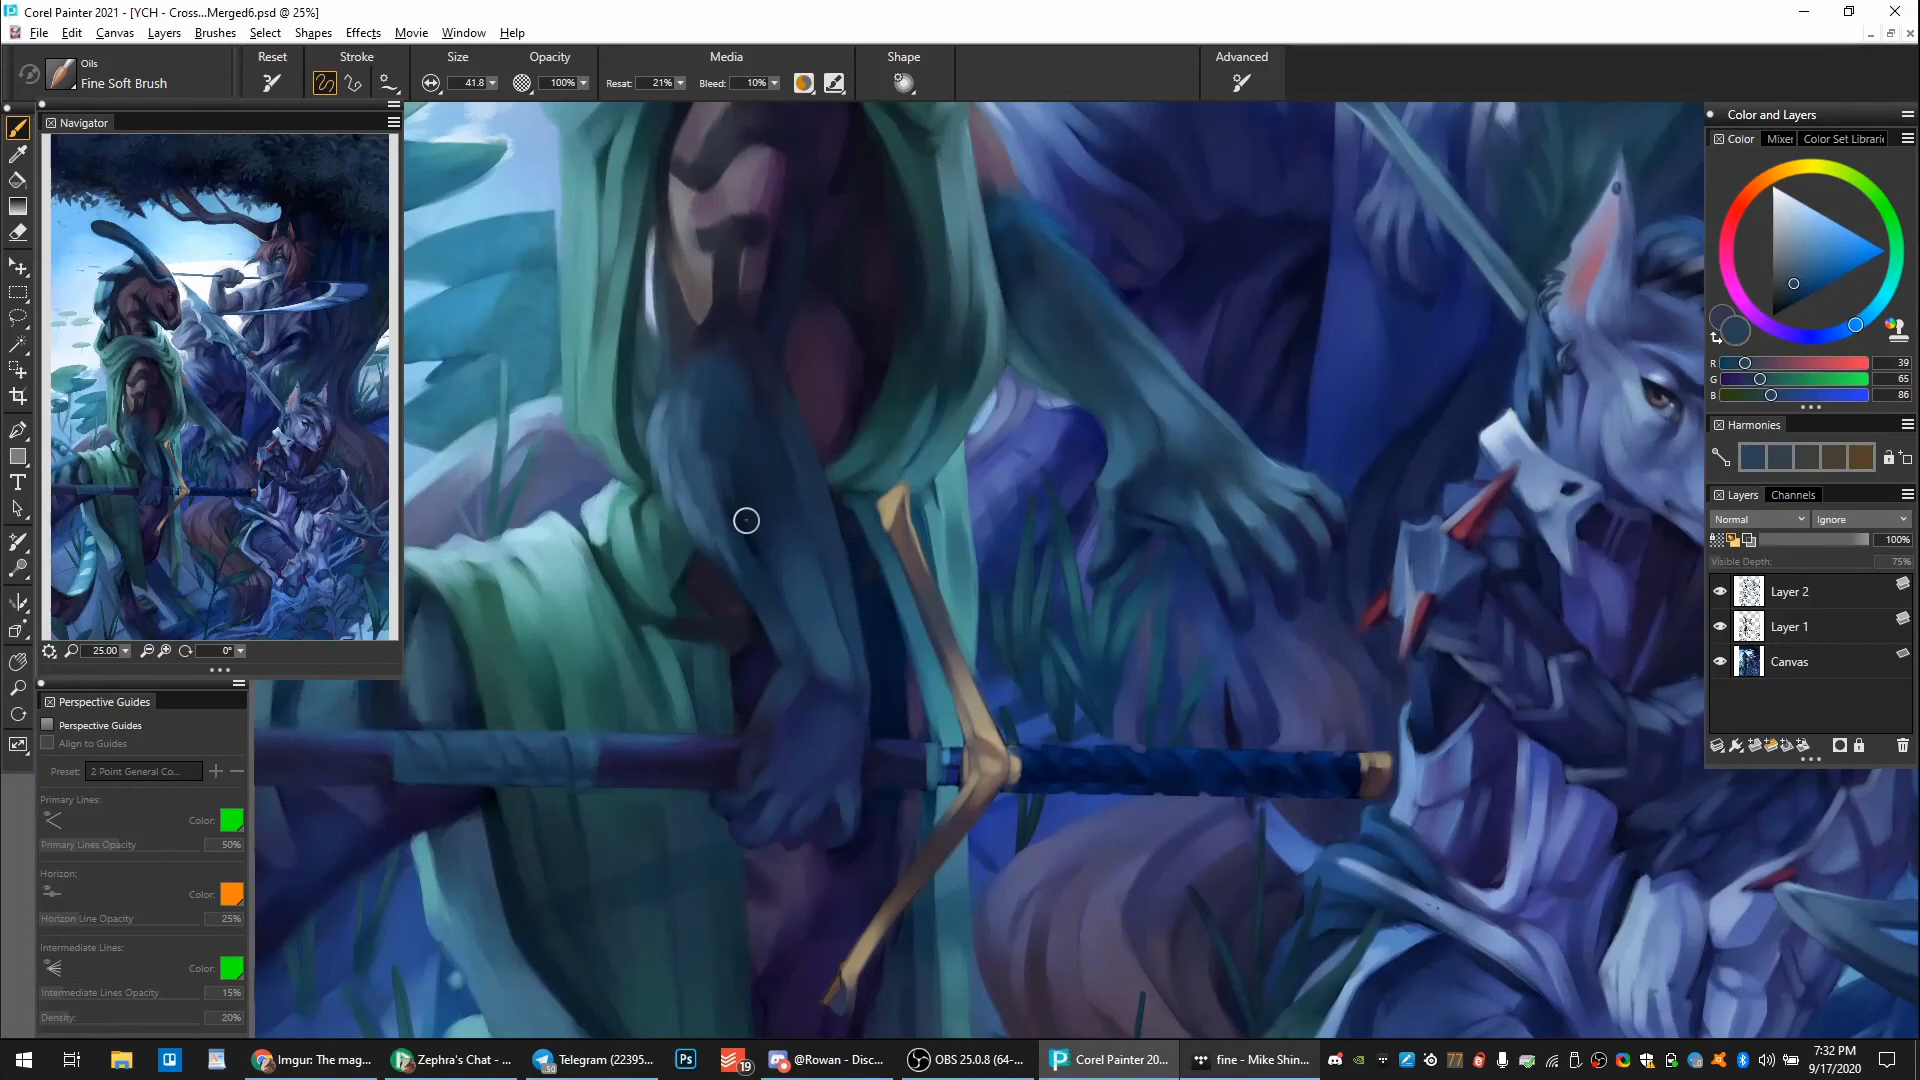 Corel Painter 2021 - [YCH - Cross...Merged6.psd @ 25%]
File Edit Canvas Layers Brushes Select Shapes Effects Movie Window Help
Oils
Fine Soft Brush
Reset
Stroke
Size
41.8
Opacity
100%
Media
Resat: 21%
Bleed: 10%
Shape
Advanced
Navigator
25.00
0°
Perspective Guides
Perspective Guides
Align to Guides
Preset: 2 Point General Co...
Primary Lines:
Color:
Primary Lines Opacity 50%
Horizon:
Color:
Horizon Line Opacity 25%
Intermediate Lines:
Color:
Intermediate Lines Opacity 15%
Density: 20%
Color and Layers
Color Mixer Color Set Librarie
R 39
G 65
B 86
Harmonies
Layers Channels
Normal Ignore
100%
Visible Depth: 75%
Layer 2
Layer 1
Canvas
Imgur: The mag...
Zephra's Chat - ...
.50
Telegram (22395...
Ps
19
@Rowan - Disc...
OBS 25.0.8 (64-...
Corel Painter 20...
fine - Mike Shin...
77
7:32 PM
9/17/2020